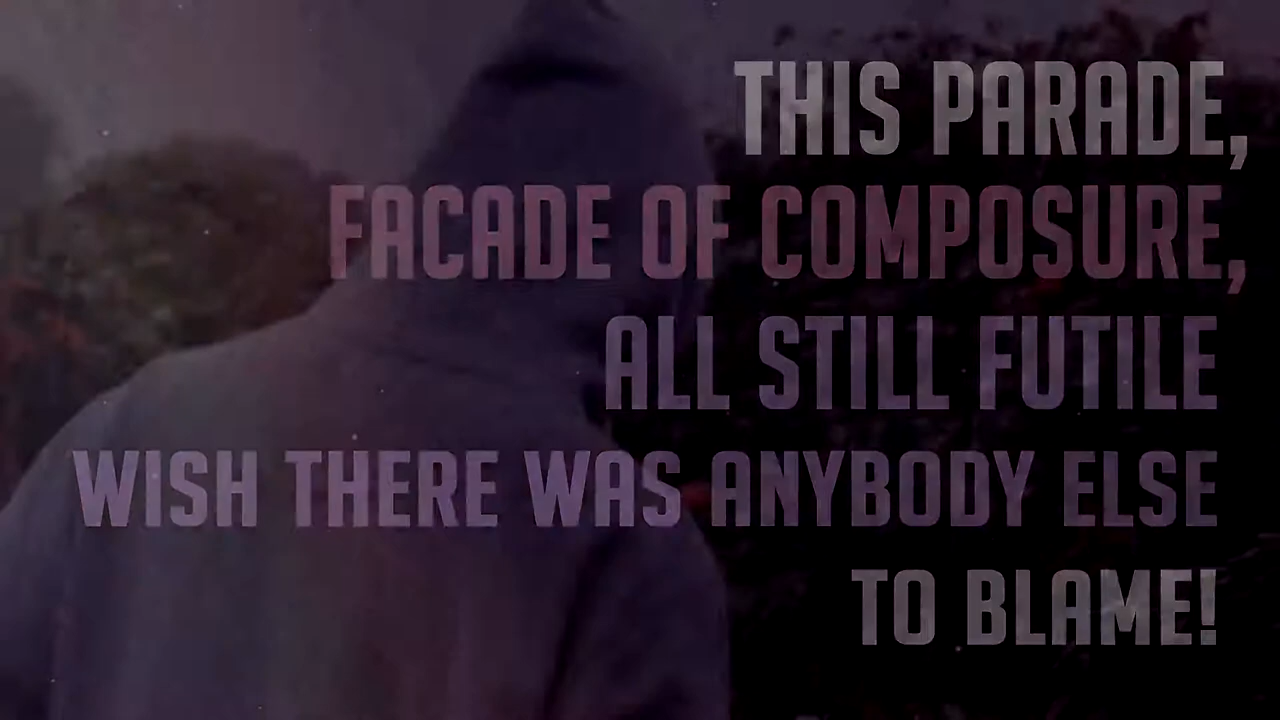 THIS PARADE,
FACADE OF COMPOSURE,
ALL STILL FUTILE
WISH THERE WAS ANYBODY ELSE
TO BLAME!